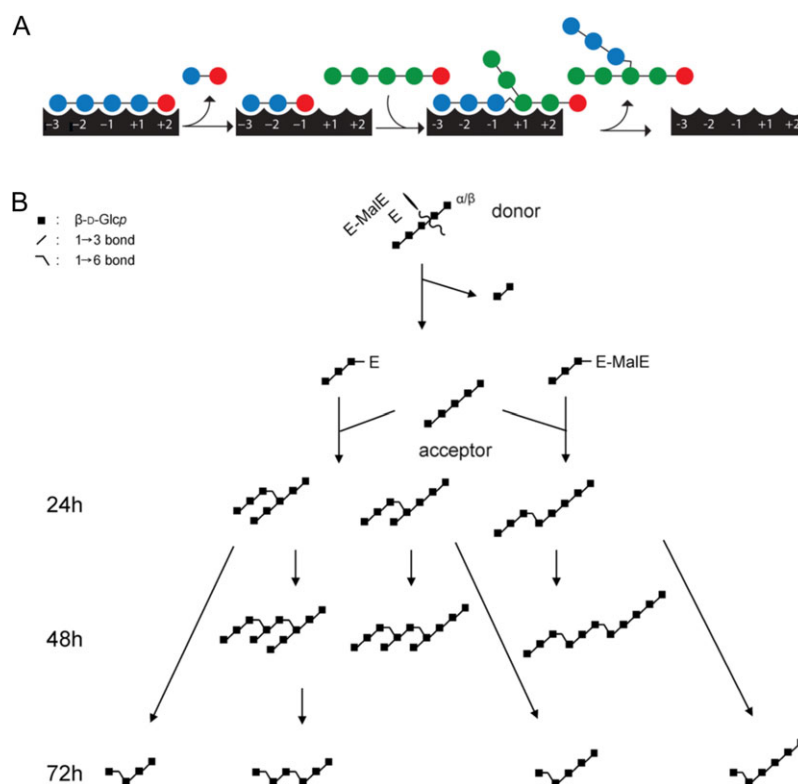 A
-3 -2 -1 +1 +2
-3 -2 -1 +1 +2
-3 -2 -1 +1 +2
-3 -2 -1 +1 +2
B
■ : β-D-Glcp
: 1→3 bond
: 1→6 bond
E-MalE
E
α/β
donor
E
E-MalE
acceptor
24h
48h
72h